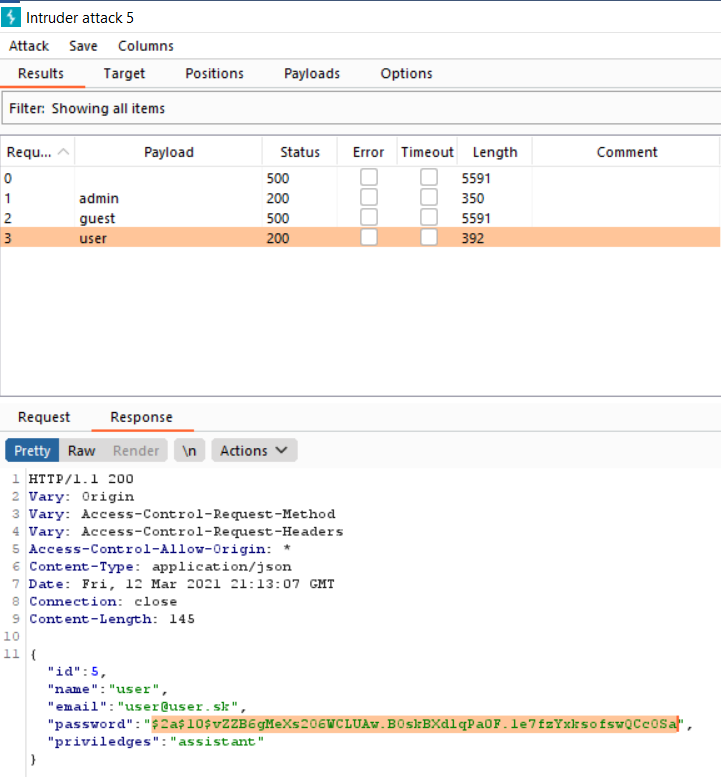 Intruder attack 5
Attack Save Columns
Results Target Positions Payloads Options
Filter: Showing all items
Requ... Payload Status Error Timeout Length Comment
0 500 5591
1 admin 200 350
2 guest 500 5591
3 user 200 392
Request Response
Pretty Raw Render \n Actions
1 HTTP/1.1 200
2 Vary: Origin
3 Vary: Access-Control-Request-Method
4 Vary: Access-Control-Request-Headers
5 Access-Control-Allow-Origin: *
6 Content-Type: application/json
7 Date: Fri, 12 Mar 2021 21:13:07 GMT
8 Connection: close
9 Content-Length: 145
10
11 {
"id":5,
"name":"user",
"email":"user@user.sk",
"password":"$2a$10$vZZB6gMeXs2O6WCLUAw.BOskBXdlqPa0F.le7fzYxksofswQCcOSa",
"priviledges":"assistant"
}